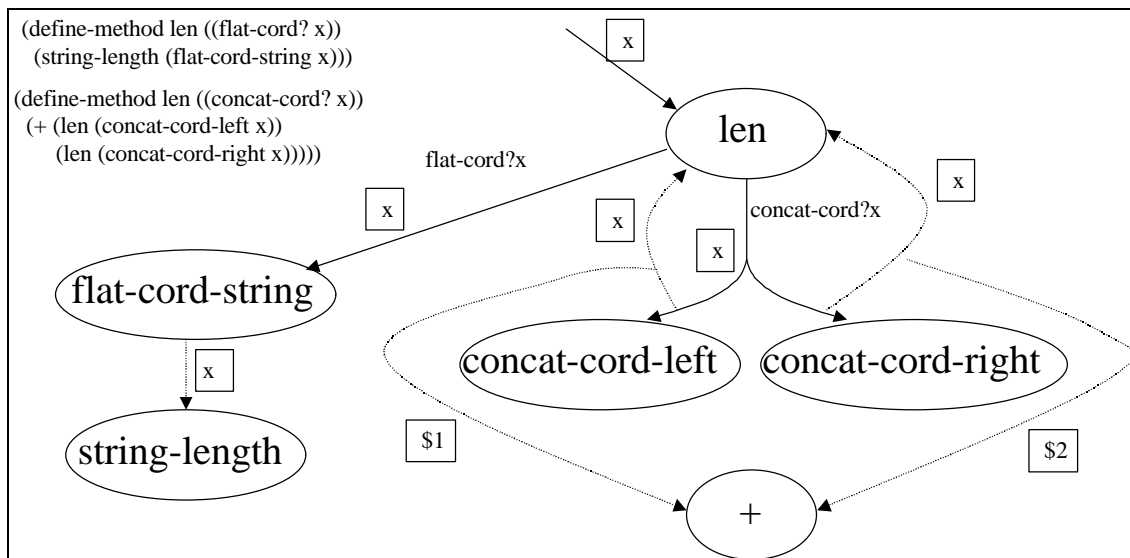 (define-method len ((flat-cord? x))
(string-length (flat-cord-string x)))
(define-method len ((concat-cord? x))
(+ (len (concat-cord-left x))
(len (concat-cord-right x)))))
x
len
flat-cord?x
x
x
x
concat-cord?x
x
flat-cord-string
concat-cord-left
concat-cord-right
x
string-length
$1
$2
+